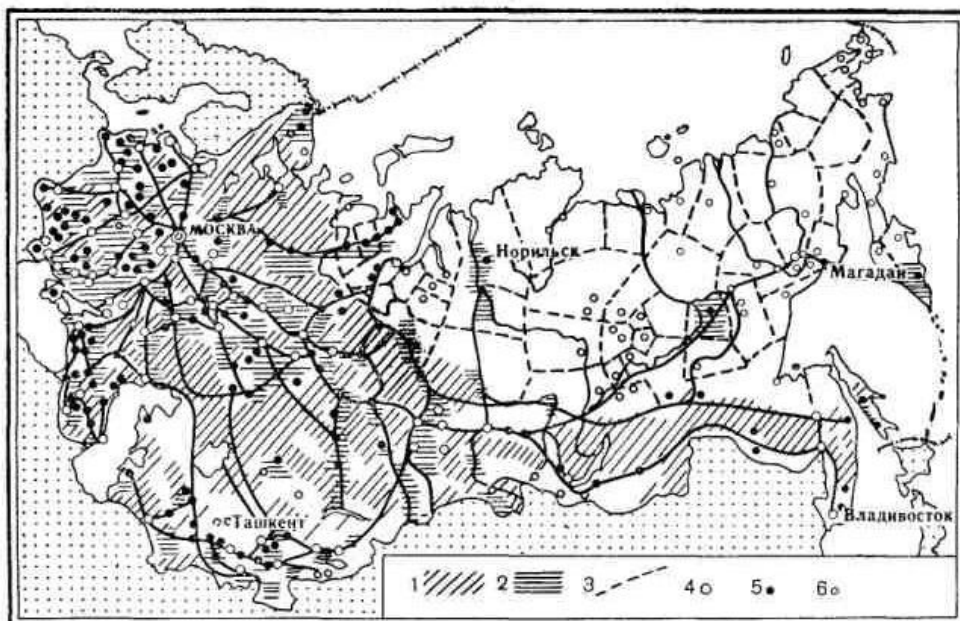 МОСКВА
Норильск
Магадан
Ташкент
Владивосток
1 2 3 4 5 6